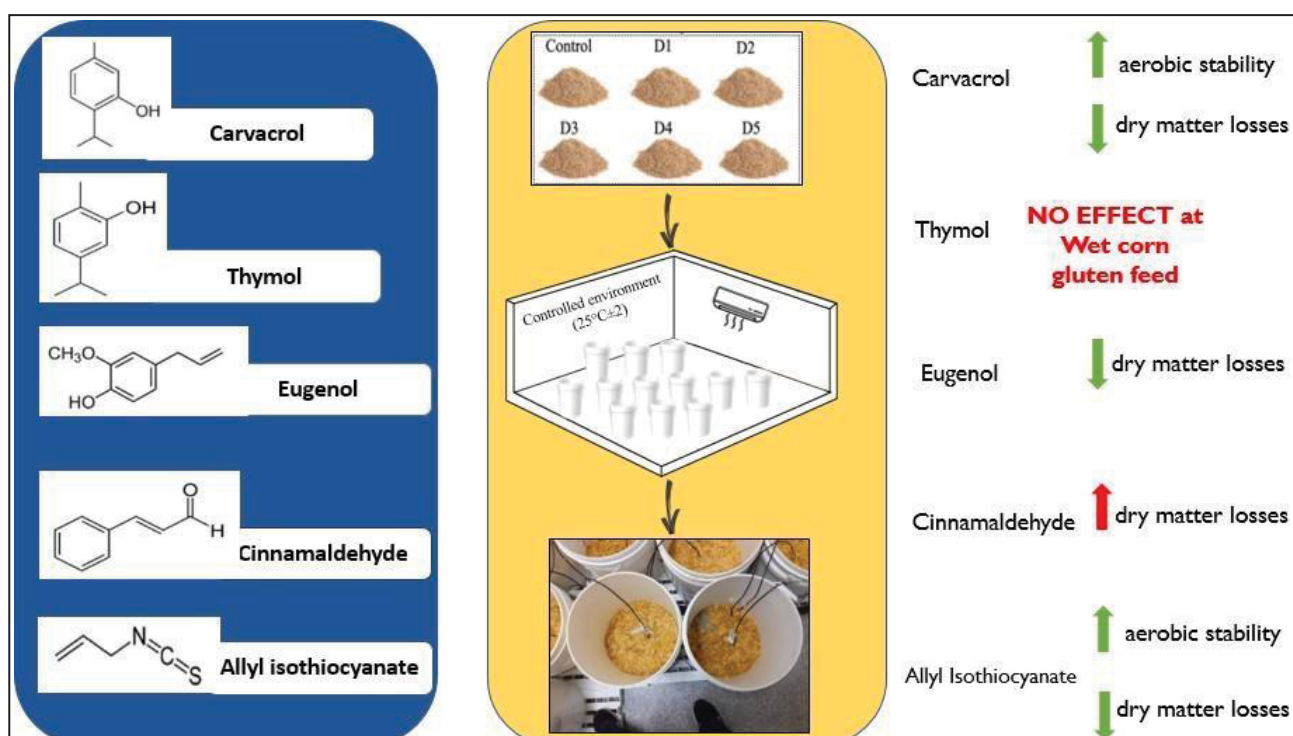 OH
Carvacrol
OH
Thymol
CH₃O
HO
Eugenol
O
H
Cinnamaldehyde
N
C
S
Allyl isothiocyanate
Control D1 D2
D3 D4 D5
Controlled environment
(25°C±2)
Carvacrol
aerobic stability
dry matter losses
Thymol
NO EFFECT at
Wet corn
gluten feed
Eugenol
dry matter losses
Cinnamaldehyde
dry matter losses
Allyl Isothiocyanate
aerobic stability
dry matter losses